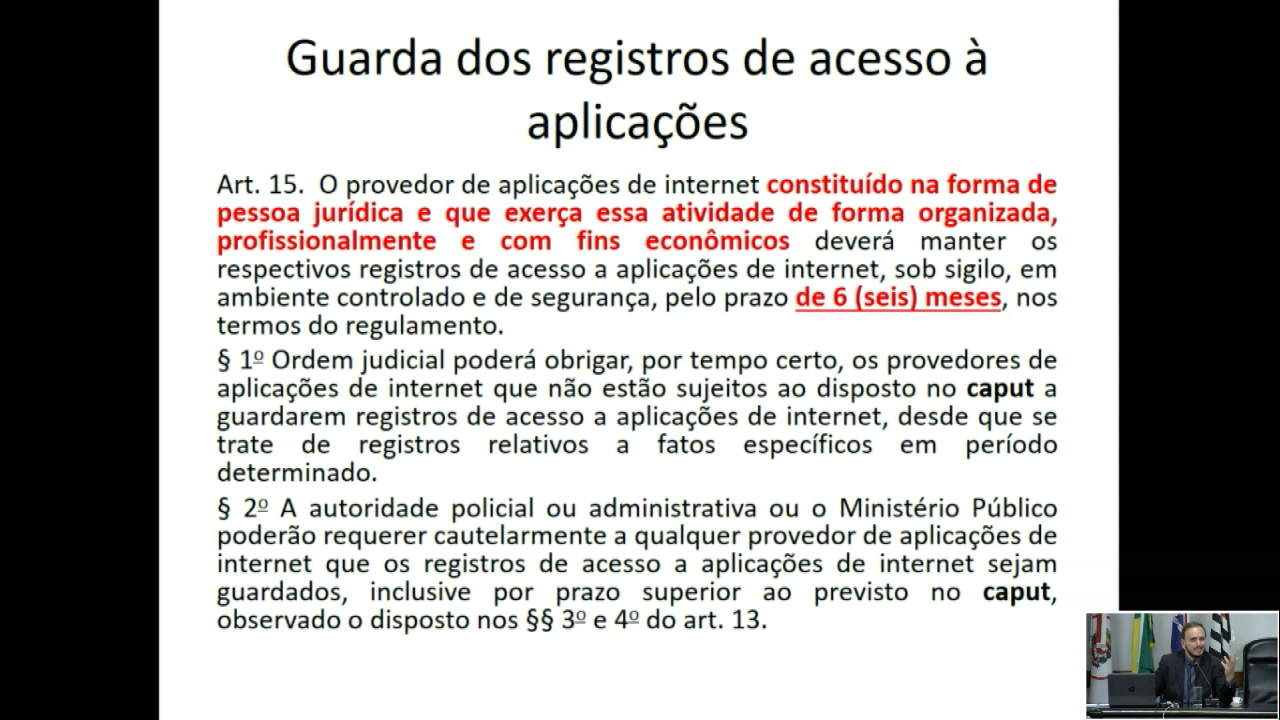 Guarda dos registros de acesso à
aplicações
Art. 15.  O provedor de aplicações de internet constituído na forma de
pessoa jurídica e que exerça essa atividade de forma organizada,
profissionalmente e com fins econômicos deverá manter os
respectivos registros de acesso a aplicações de internet, sob sigilo, em
ambiente controlado e de segurança, pelo prazo de 6 (seis) meses, nos
termos do regulamento.
§ 1º Ordem judicial poderá obrigar, por tempo certo, os provedores de
aplicações de internet que não estão sujeitos ao disposto no caput a
guardarem registros de acesso a aplicações de internet, desde que se
trate de registros relativos a fatos específicos em período
determinado.
§ 2º A autoridade policial ou administrativa ou o Ministério Público
poderão requerer cautelarmente a qualquer provedor de aplicações de
internet que os registros de acesso a aplicações de internet sejam
guardados, inclusive por prazo superior ao previsto no caput,
observado o disposto nos §§ 3º e 4º do art. 13.